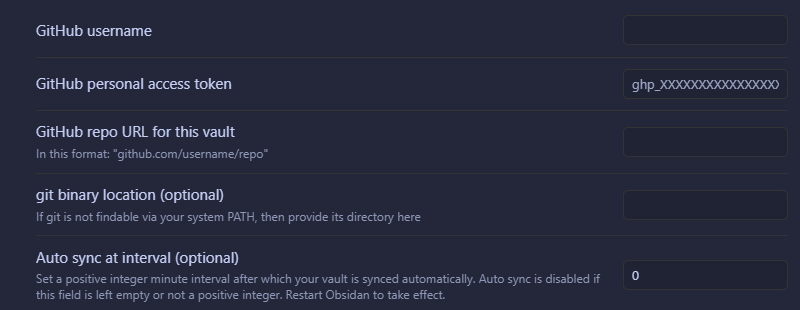 GitHub username
GitHub personal access token
ghp_XXXXXXXXXXXXXXX
GitHub repo URL for this vault
In this format: "github.com/username/repo"
git binary location (optional)
If git is not findable via your system PATH, then provide its directory here
Auto sync at interval (optional)
0
Set a positive integer minute interval after which your vault is synced automatically. Auto sync is disabled if
this field is left empty or not a positive integer. Restart Obsidian to take effect.